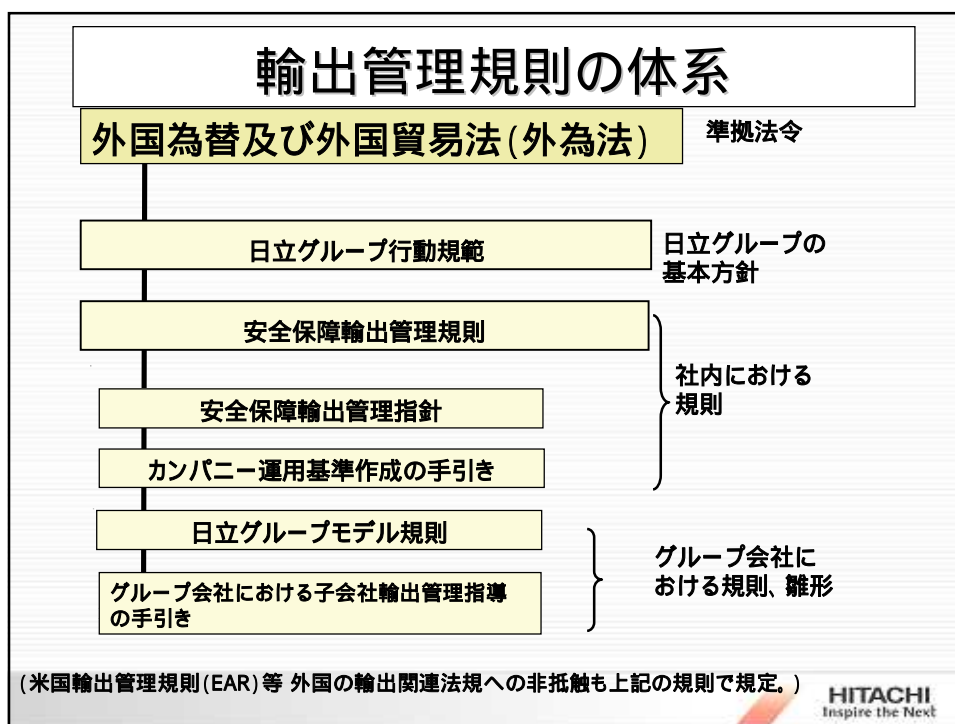 輸出管理規則の体系
外国為替及び外国貿易法(外為法)
準拠法令
日立グループ行動規範
日立グループの
基本方針
安全保障輸出管理規則
社内における
規則
安全保障輸出管理指針
カンパニー運用基準作成の手引き
日立グループモデル規則
グループ会社に
おける規則、雛形
グループ会社における子会社輸出管理指導
の手引き
(米国輸出管理規則(EAR)等 外国の輸出関連法規への非抵触も上記の規則で規定。)
HITACHI
Inspire the Next